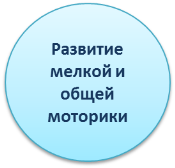 Развитие
мелкой и
общей
моторики